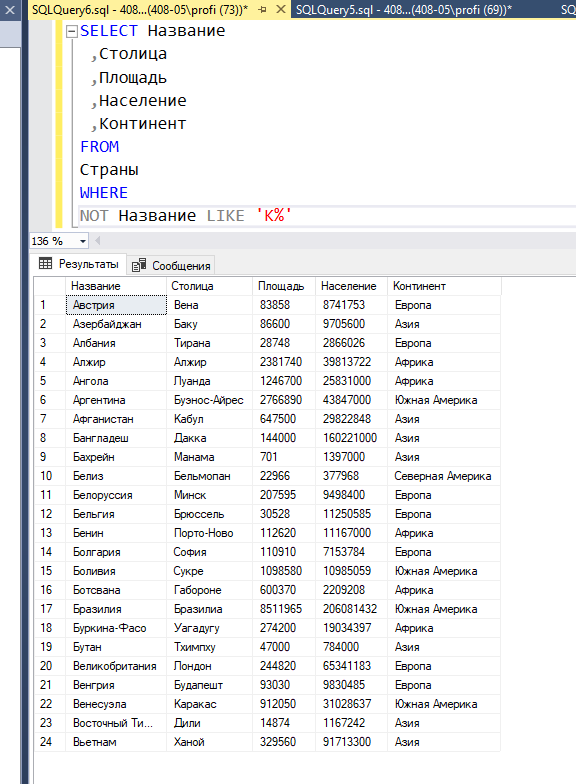 SQLQuery6.sql - 408...(408-05\profi (73))* SQLQuery5.sql - 408...(408-05\profi (69))* SQ
SELECT Название
,Столица
,Площадь
,Население
,Континент
FROM
Страны
WHERE
NOT Название LIKE 'К%'
136 %
Результаты Сообщения
Название Столица Площадь Население Континент
1 Австрия Вена 83858 8741753 Европа
2 Азербайджан Баку 86600 9705600 Азия
3 Албания Тирана 28748 2866026 Европа
4 Алжир Алжир 2381740 39813722 Африка
5 Ангола Луанда 1246700 25831000 Африка
6 Аргентина Буэнос-Айрес 2766890 43847000 Южная Америка
7 Афганистан Кабул 647500 29822848 Азия
8 Бангладеш Дакка 144000 160221000 Азия
9 Бахрейн Манама 701 1397000 Азия
10 Белиз Бельмопан 22966 377968 Северная Америка
11 Белоруссия Минск 207595 9498400 Европа
12 Бельгия Брюссель 30528 11250585 Европа
13 Бенин Порто-Ново 112620 11167000 Африка
14 Болгария София 110910 7153784 Европа
15 Боливия Сукре 1098580 10985059 Южная Америка
16 Ботсвана Габороне 600370 2209208 Африка
17 Бразилия Бразилиа 8511965 206081432 Южная Америка
18 Буркина-Фасо Уагадугу 274200 19034397 Африка
19 Бутан Тхимпху 47000 784000 Азия
20 Великобритания Лондон 244820 65341183 Европа
21 Венгрия Будапешт 93030 9830485 Европа
22 Венесуэла Каракас 912050 31028637 Южная Америка
23 Восточный Ти... Дили 14874 1167242 Азия
24 Вьетнам Ханой 329560 91713300 Азия